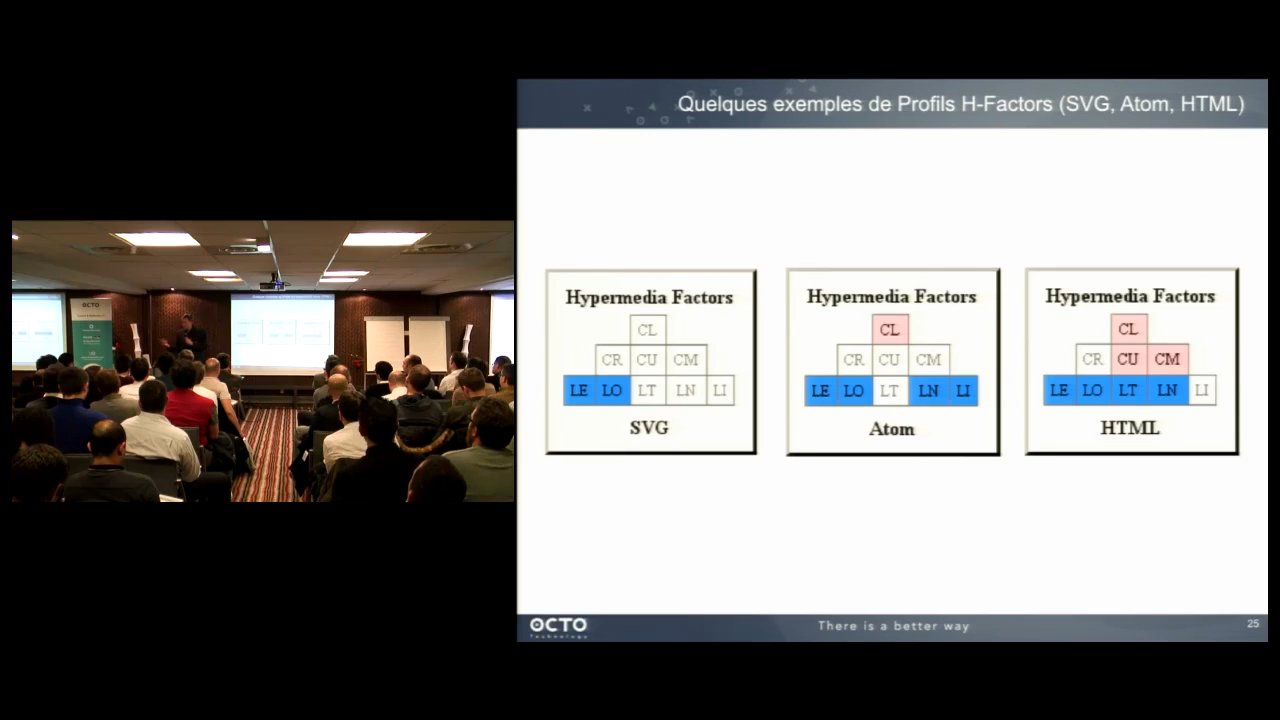 Quelques exemples de Profils H-Factors (SVG, Atom, HTML)
Hypermedia Factors
CL
CR CU CM
LE LO LT LN LI
SVG
Hypermedia Factors
CL
CR CU CM
LE LO LT LN LI
Atom
Hypermedia Factors
CL
CR CU CM
LE LO LT LN LI
HTML
OCTO
Technology
There is a better way
25
OCTO